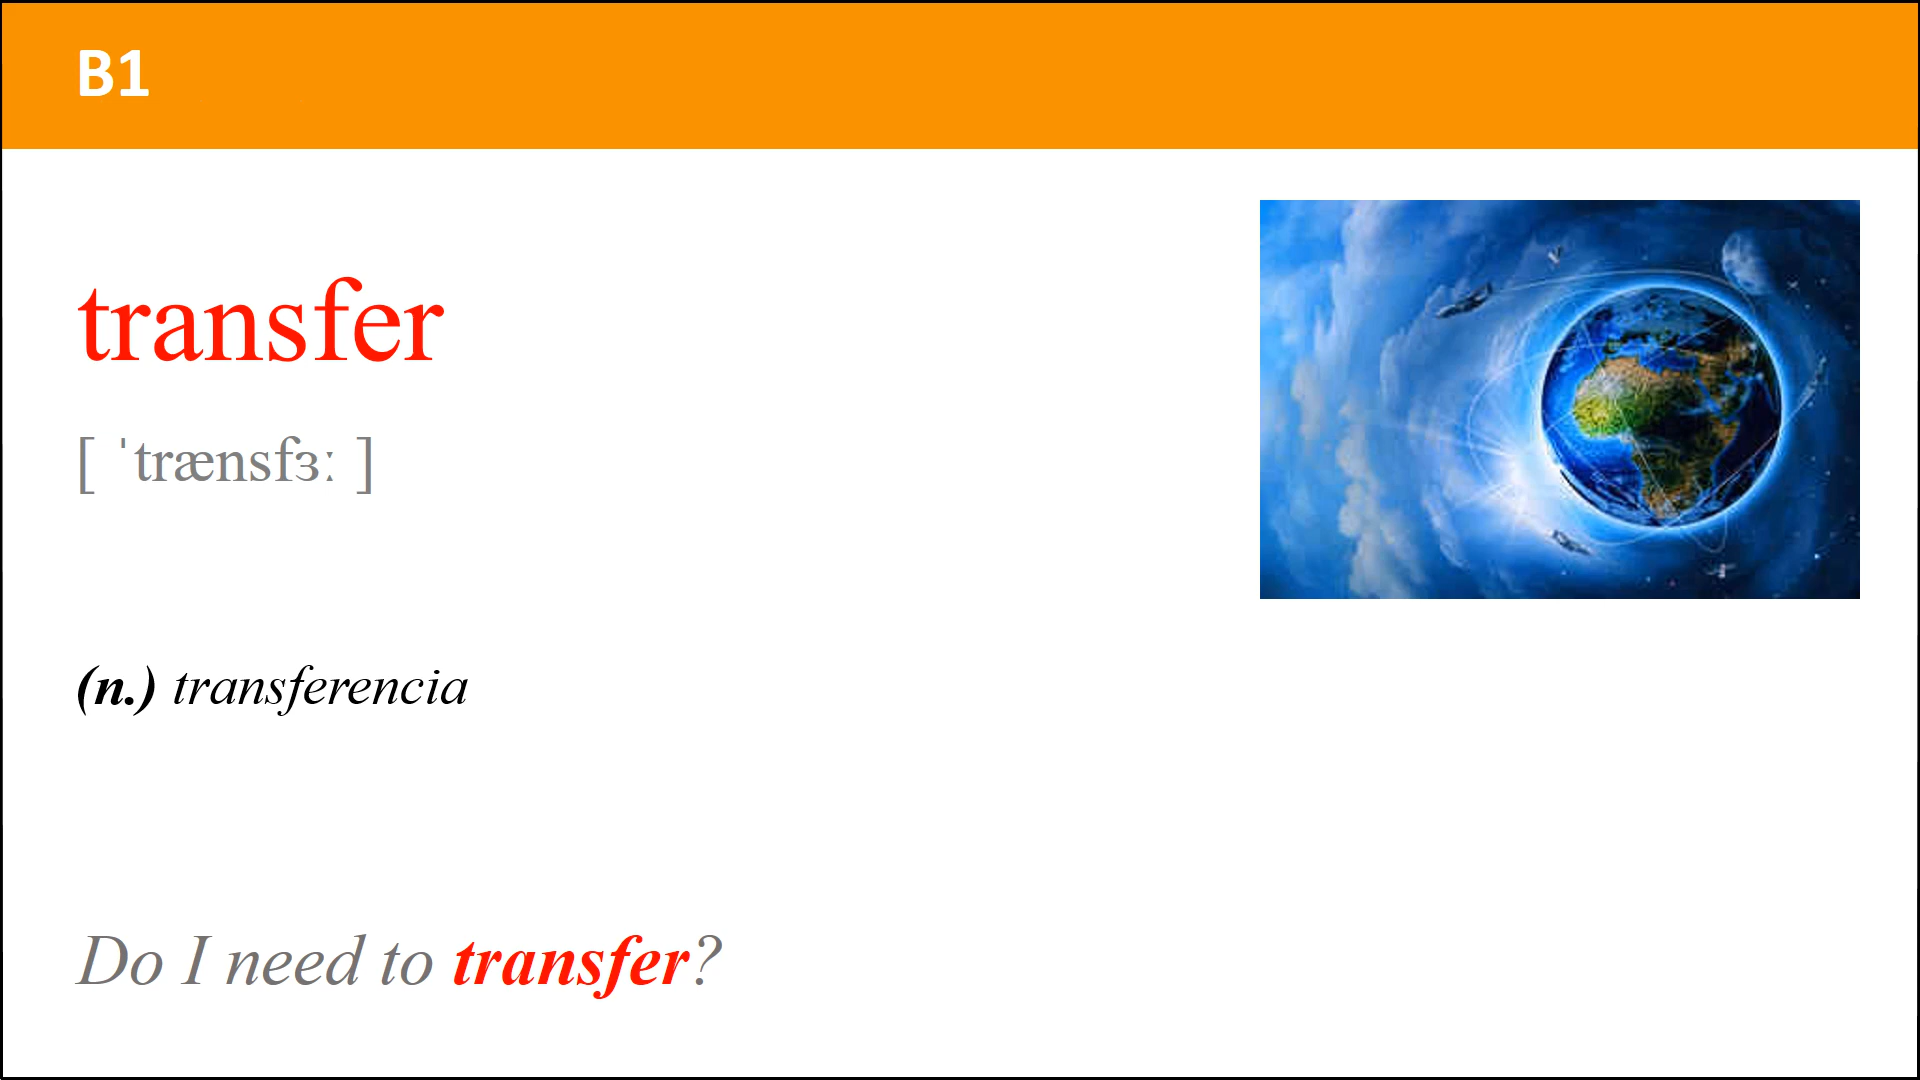 B1
transfer
[ ˈtrænsfɜː ]
(n.) transferencia
Do I need to transfer?